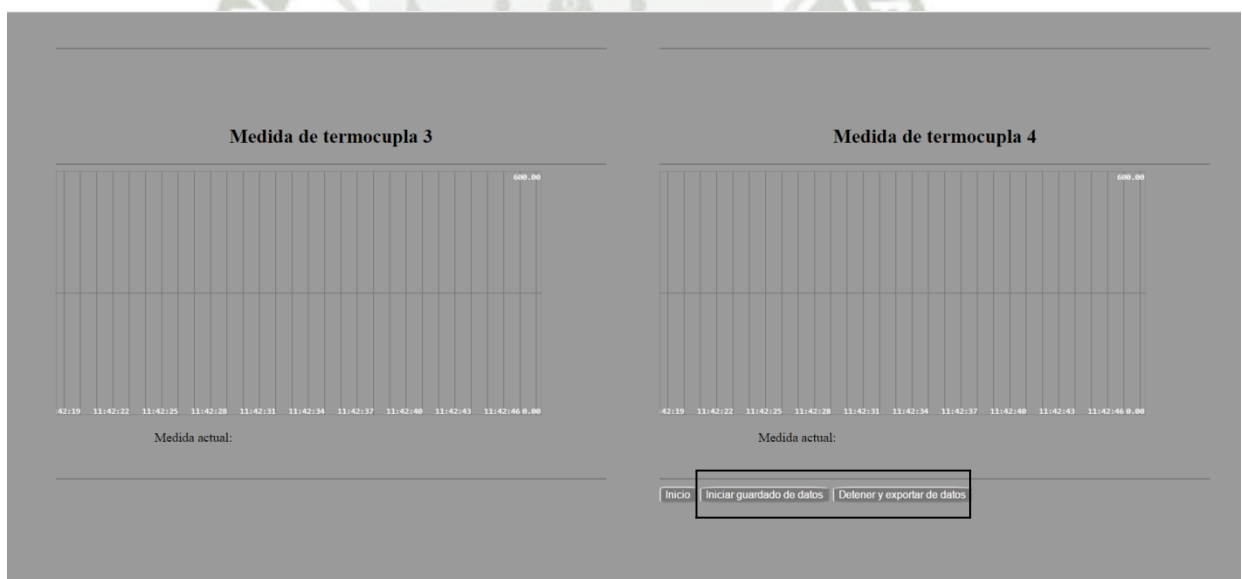 Medida de termocupla 3
600.00
:42:19 11:42:22 11:42:25 11:42:28 11:42:31 11:42:34 11:42:37 11:42:40 11:42:43 11:42:46 0.00
Medida actual:
Medida de termocupla 4
600.00
:42:19 11:42:22 11:42:25 11:42:28 11:42:31 11:42:34 11:42:37 11:42:40 11:42:43 11:42:46 0.00
Medida actual:
Inicio Iniciar guardado de datos Detener y exportar de datos